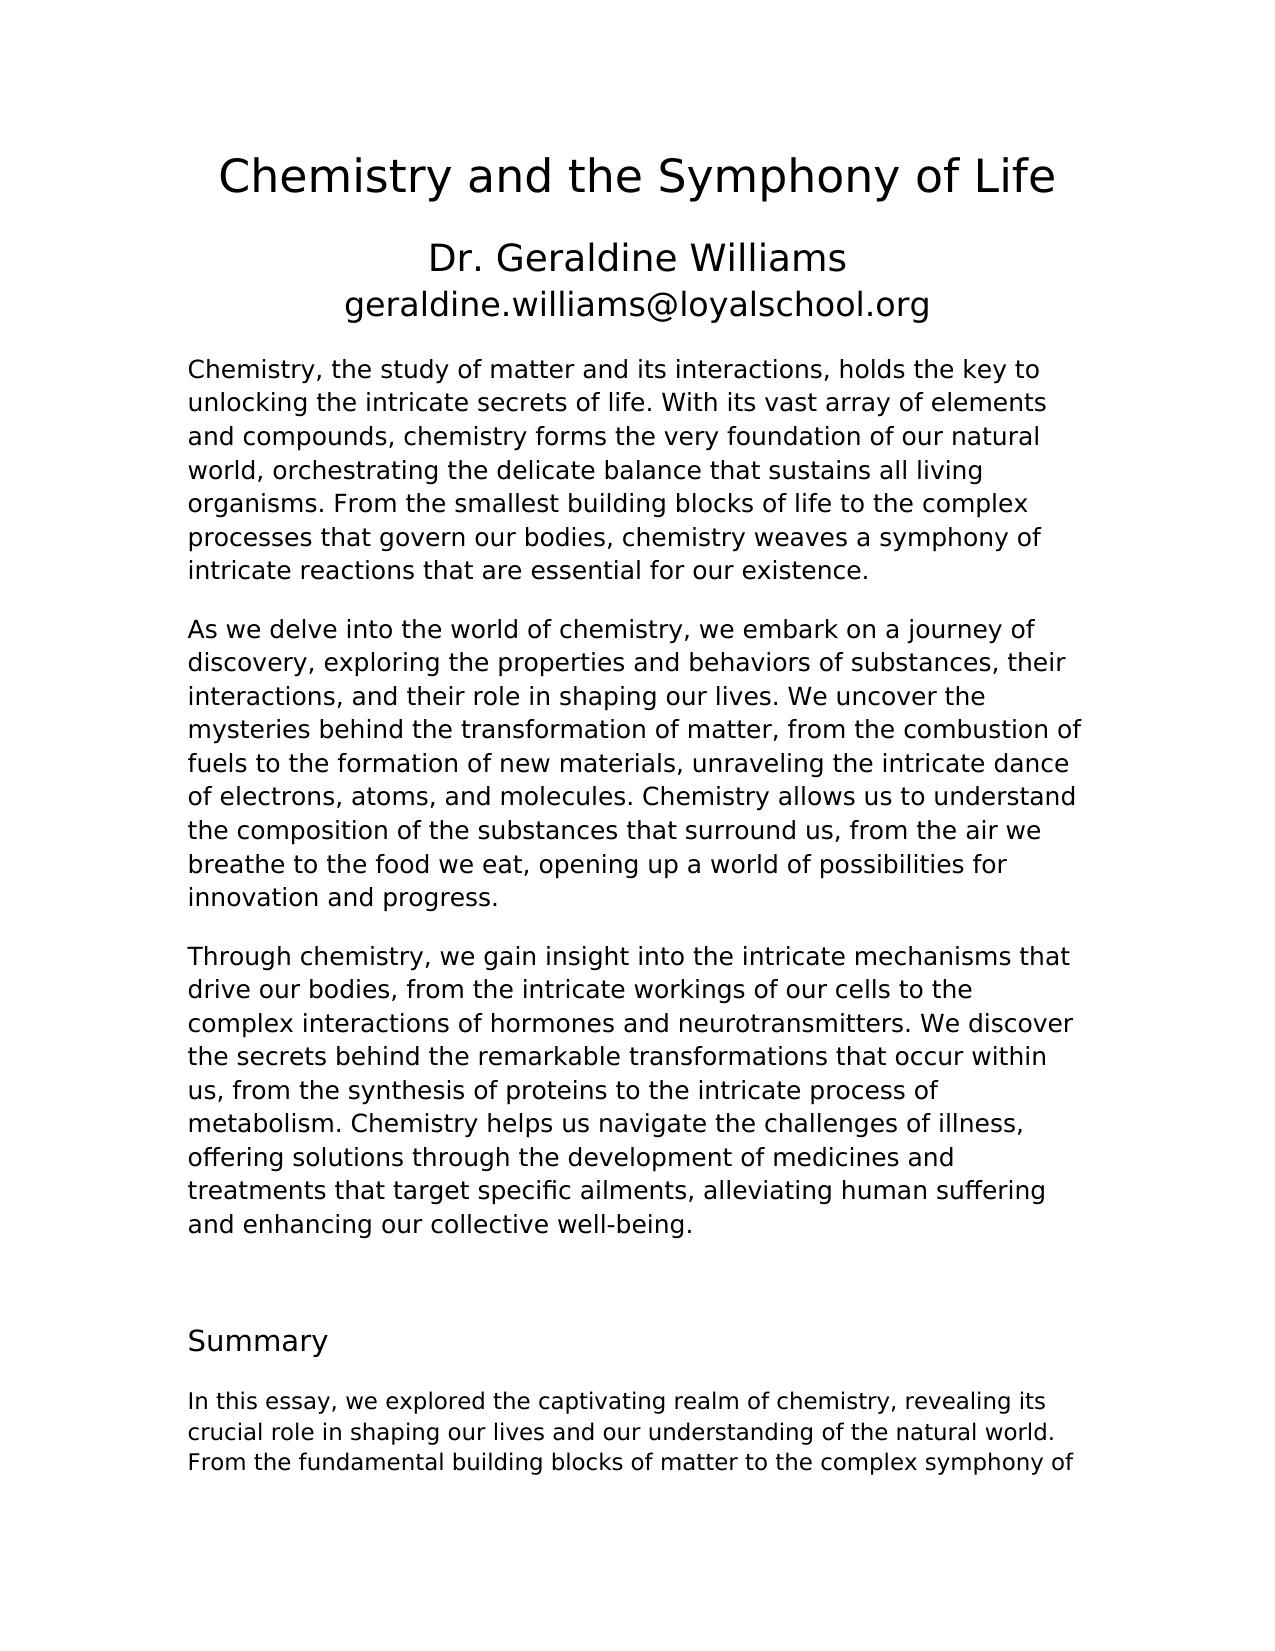 Chemistry and the Symphony of Life
Dr. Geraldine Williams
geraldine.williams@loyalschool.org
Chemistry, the study of matter and its interactions, holds the key to
unlocking the intricate secrets of life. With its vast array of elements
and compounds, chemistry forms the very foundation of our natural
world, orchestrating the delicate balance that sustains all living
organisms. From the smallest building blocks of life to the complex
processes that govern our bodies, chemistry weaves a symphony of
intricate reactions that are essential for our existence.
As we delve into the world of chemistry, we embark on a journey of
discovery, exploring the properties and behaviors of substances, their
interactions, and their role in shaping our lives. We uncover the
mysteries behind the transformation of matter, from the combustion of
fuels to the formation of new materials, unraveling the intricate dance
of electrons, atoms, and molecules. Chemistry allows us to understand
the composition of the substances that surround us, from the air we
breathe to the food we eat, opening up a world of possibilities for
innovation and progress.
Through chemistry, we gain insight into the intricate mechanisms that
drive our bodies, from the intricate workings of our cells to the
complex interactions of hormones and neurotransmitters. We discover
the secrets behind the remarkable transformations that occur within
us, from the synthesis of proteins to the intricate process of
metabolism. Chemistry helps us navigate the challenges of illness,
offering solutions through the development of medicines and
treatments that target specific ailments, alleviating human suffering
and enhancing our collective well-being.
Summary
In this essay, we explored the captivating realm of chemistry, revealing its
crucial role in shaping our lives and our understanding of the natural world.
From the fundamental building blocks of matter to the complex symphony of